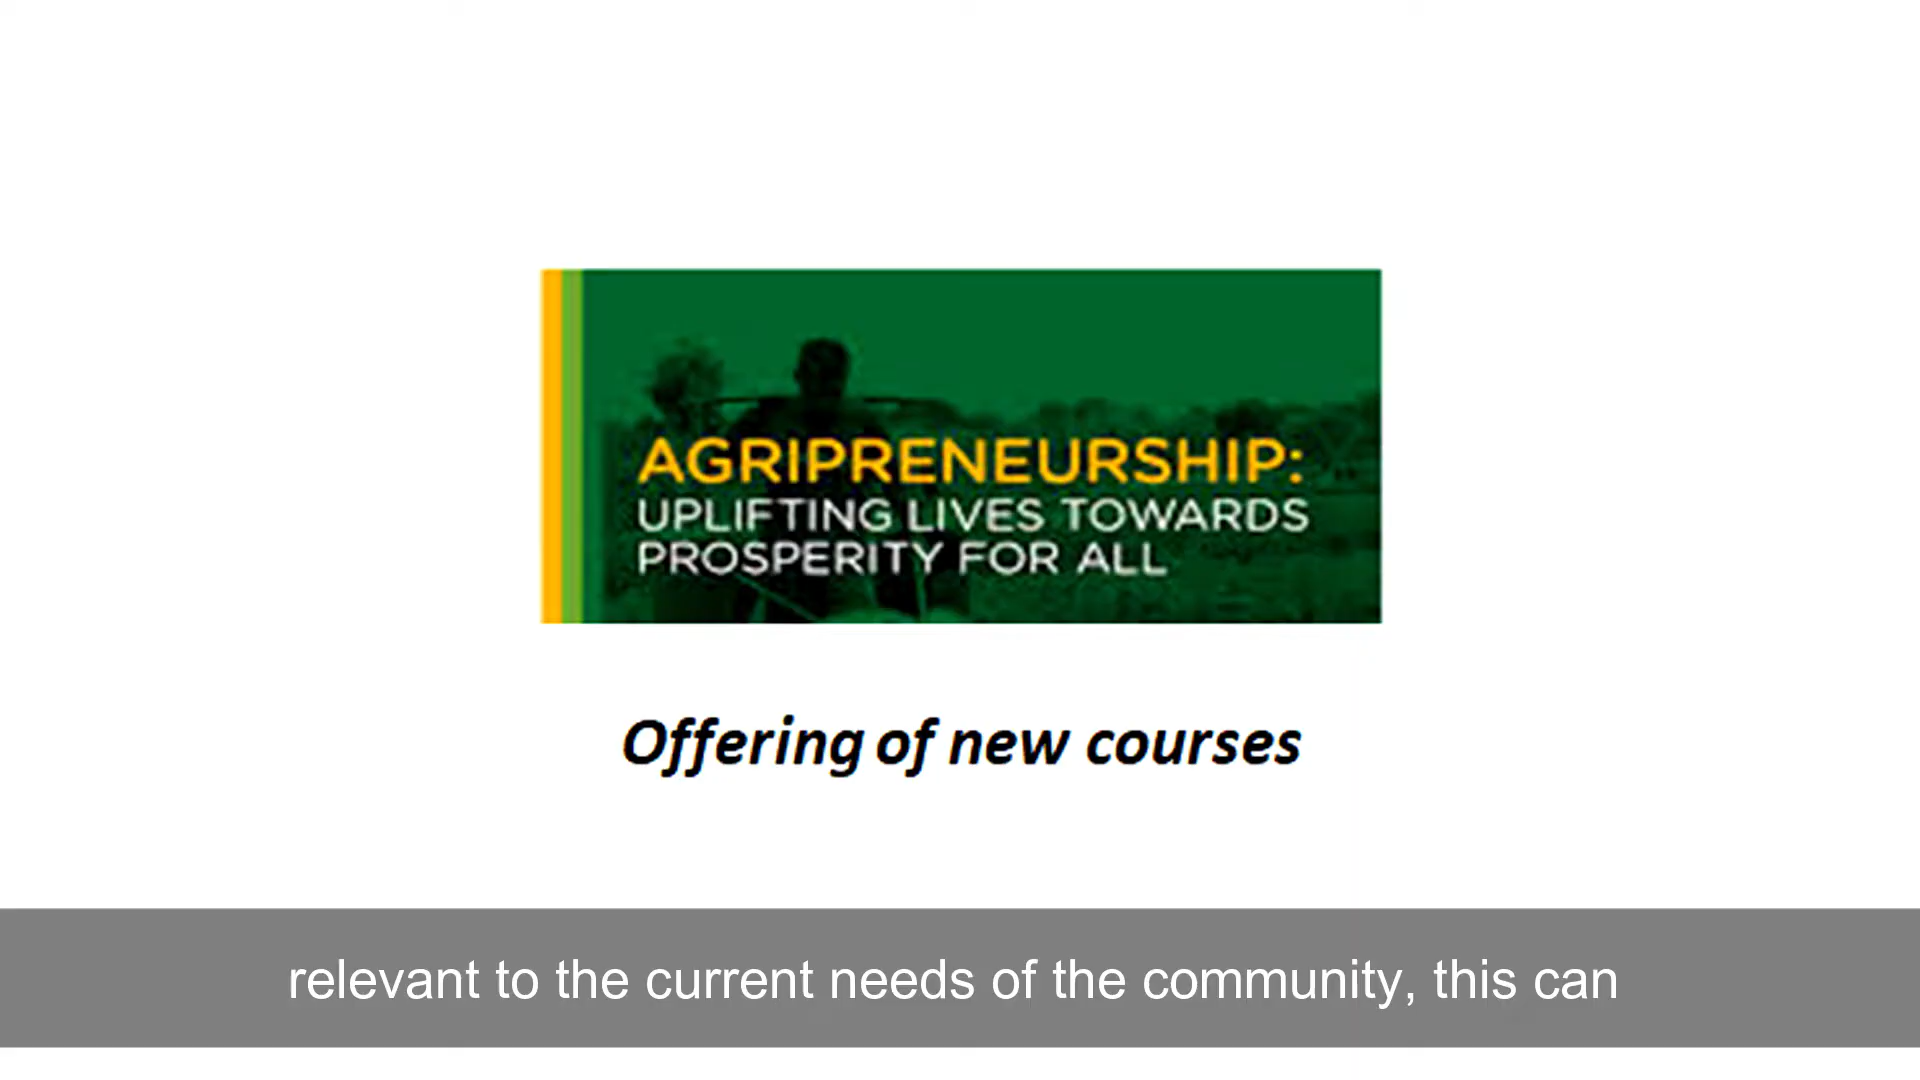 AGRIPRENEURSHIP:
UPLIFTING LIVES TOWARDS
PROSPERITY FOR ALL
Offering of new courses
relevant to the current needs of the community, this can